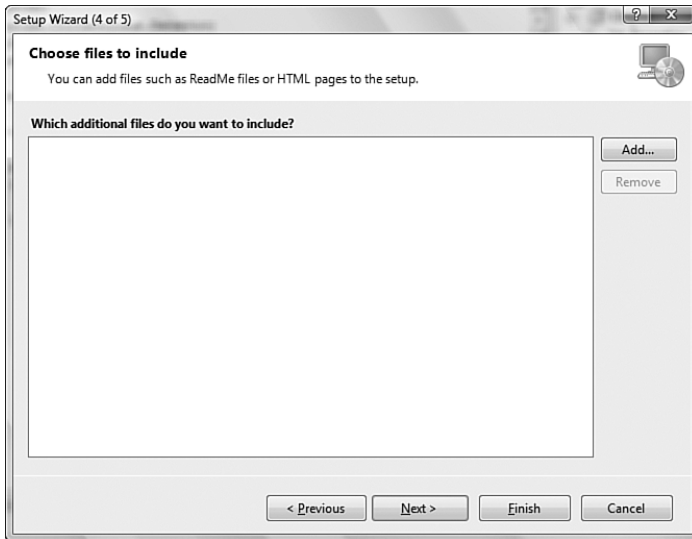 Setup Wizard (4 of 5)
Choose files to include
You can add files such as ReadMe files or HTML pages to the setup.
Which additional files do you want to include?
Add...
Remove
< Previous
Next >
Finish
Cancel